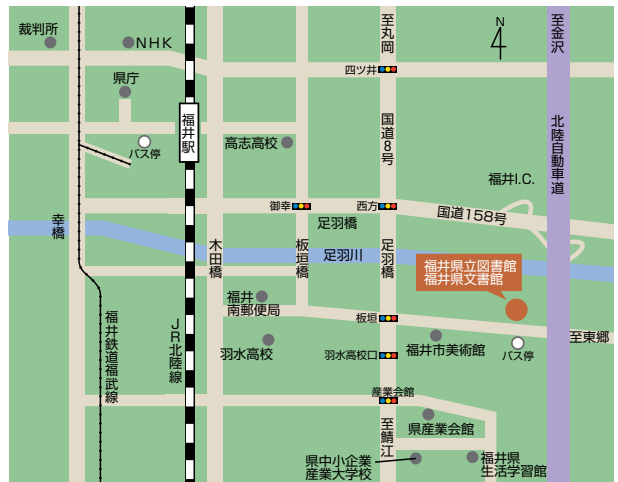 裁判所
NHK
至丸岡
N
至金沢
四ツ井
県庁
福井駅
バス停
高志高校
国道8号
北陸自動車道
福井I.C.
御幸
西方
国道158号
足羽橋
幸橋
木田橋
板垣橋
足羽川
足羽橋
福井県立図書館
福井県文書館
福井
南郵便局
板垣
至東郷
福井鉄道福武線
JR北陸線
羽水高校
羽水高校口
福井市美術館
バス停
産業会館
県産業会館
至鯖江
県中小企業
産業大学校
福井県
生活学習館